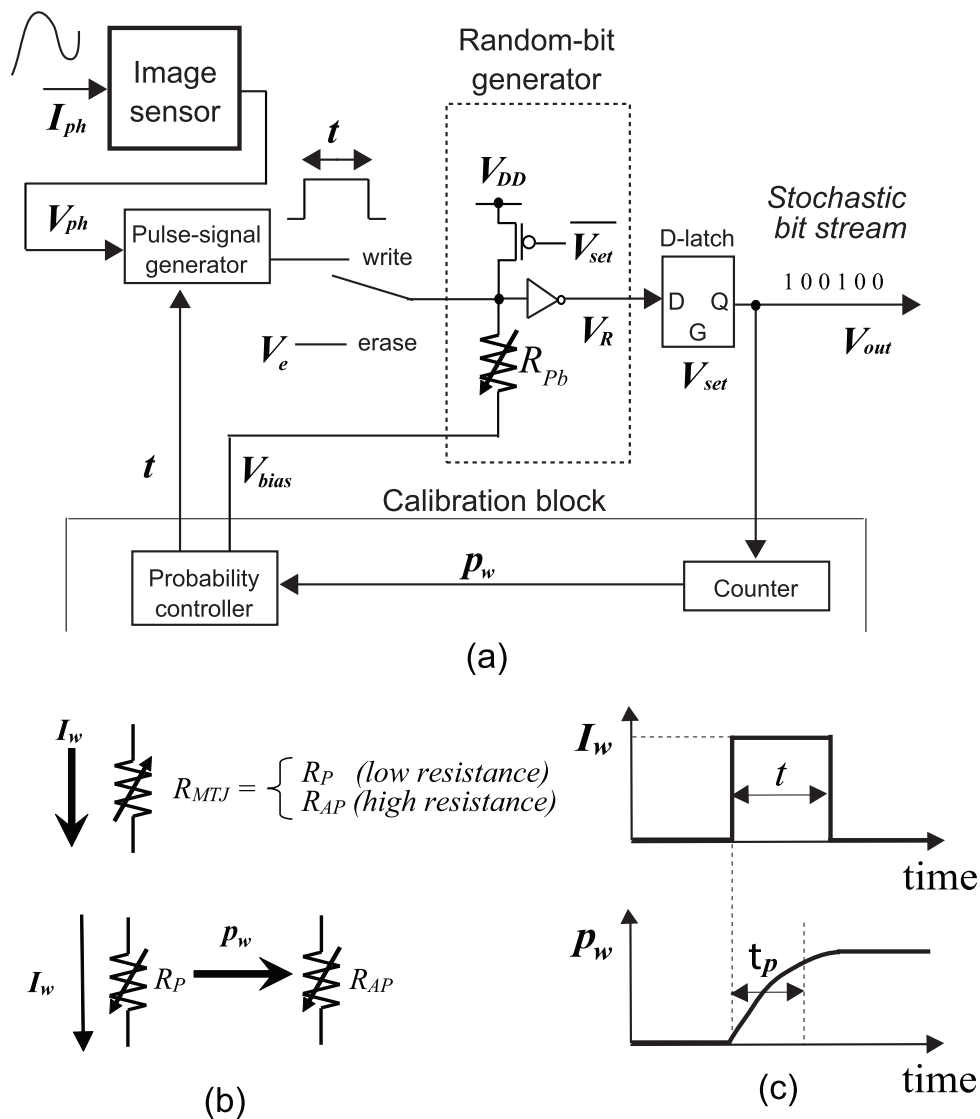 Image
sensor
I_ph
Random-bit
generator
t
V_DD
V_ph
Pulse-signal
generator
write
V_set
D-latch
Stochastic
bit stream
1 0 0 1 0 0
D Q
G
V_R
V_out
V_e
erase
R_Pb
V_set
t
V_bias
Calibration block
Probability
controller
p_w
Counter
(a)
I_w
R_MTJ = { R_P (low resistance)
R_AP (high resistance)
I_w
R_P
p_w
R_AP
(b)
I_w
t
time
p_w
t_p
time
(c)